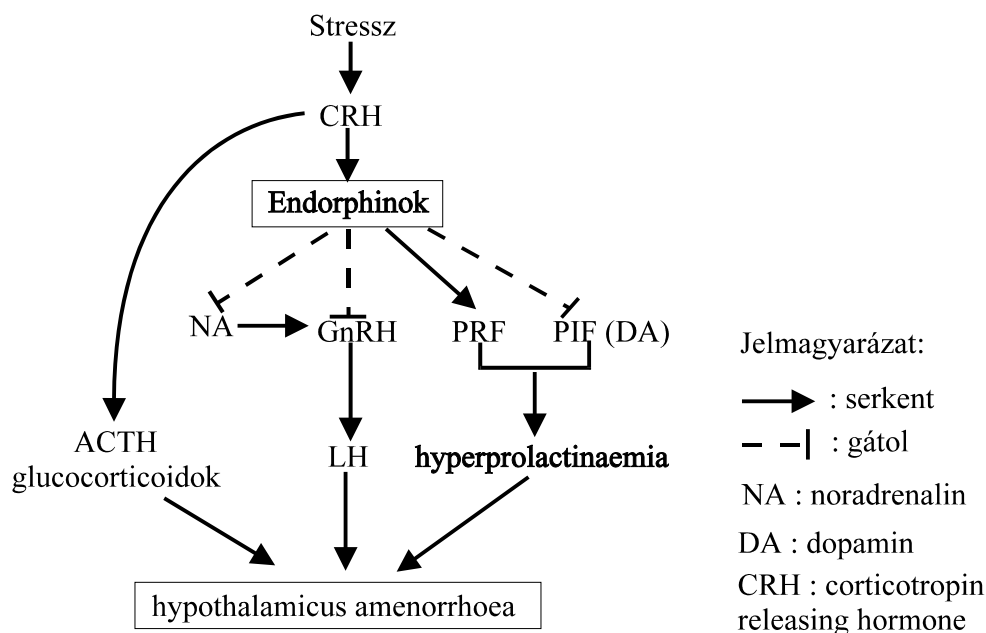 Stressz
CRH
Endorphinok
NA
GnRH
PRF
PIF (DA)
ACTH
glucocorticoidok
LH
hyperprolactinaemia
hypothalamicus amenorrhoea
Jelmagyarázat:
: serkent
: gátol
NA : noradrenalin
DA : dopamin
CRH : corticotropin
releasing hormone